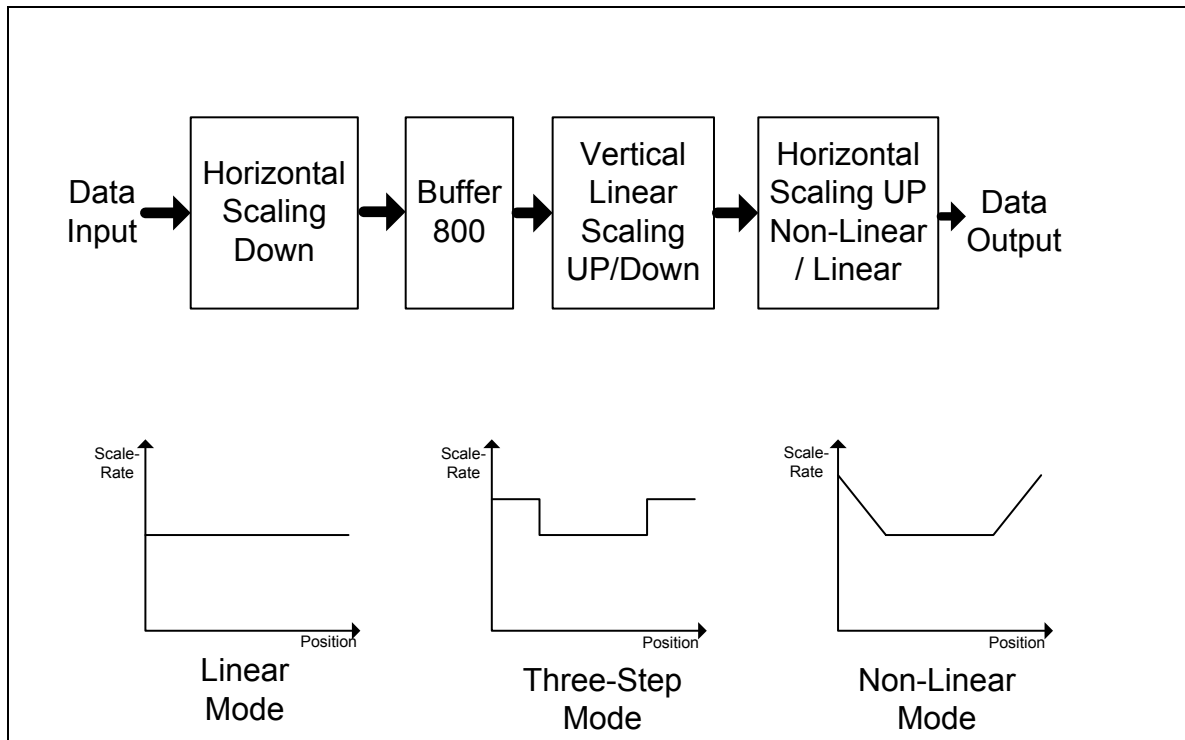 Data
Input
Horizontal
Scaling
Down
Buffer
800
Vertical
Linear
Scaling
UP/Down
Horizontal
Scaling UP
Non-Linear
/ Linear
Data
Output
Scale-
Rate
Position
Linear
Mode
Scale-
Rate
Position
Three-Step
Mode
Scale-
Rate
Position
Non-Linear
Mode